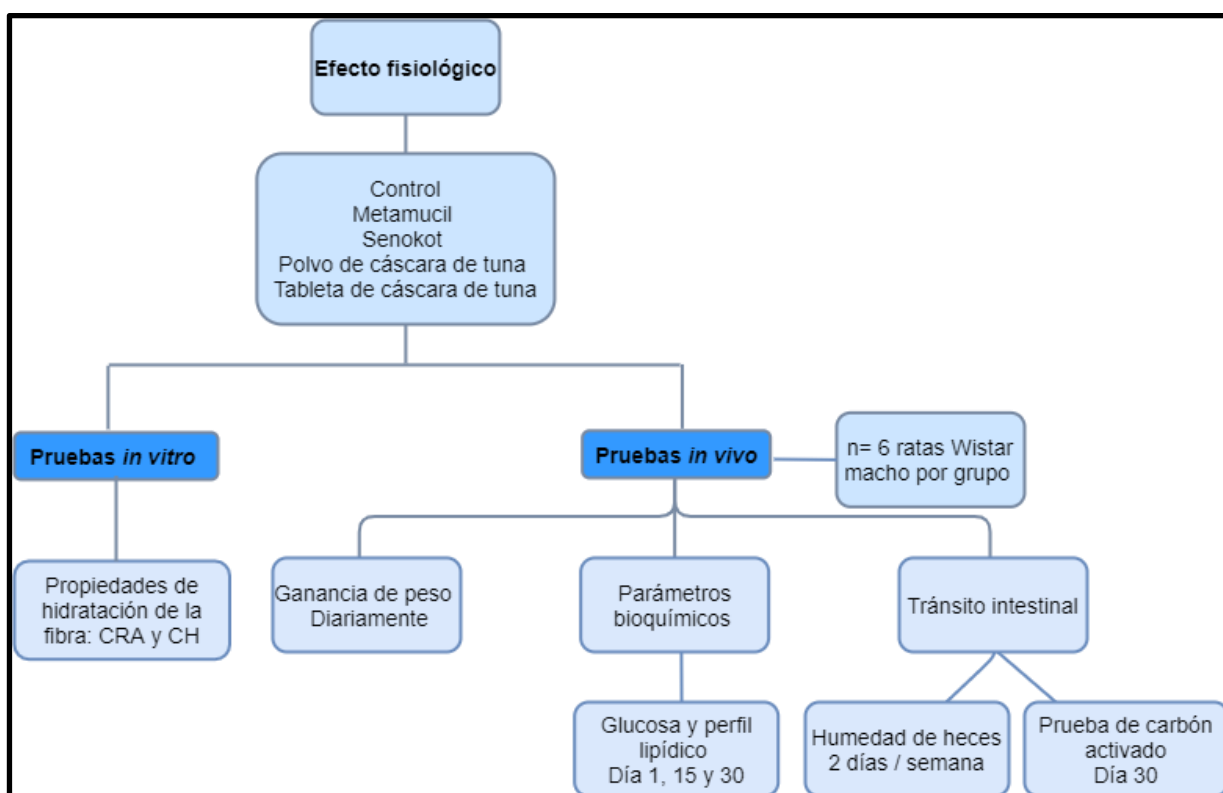 Efecto fisiológico
Control
Metamucil
Senokot
Polvo de cáscara de tuna
Tableta de cáscara de tuna
Pruebas in vitro
Pruebas in vivo
n= 6 ratas Wistar
macho por grupo
Propiedades de
hidratación de la
fibra: CRA y CH
Ganancia de peso
Diariamente
Parámetros
bioquímicos
Tránsito intestinal
Glucosa y perfil
lipídico
Día 1, 15 y 30
Humedad de heces
2 días / semana
Prueba de carbón
activado
Día 30